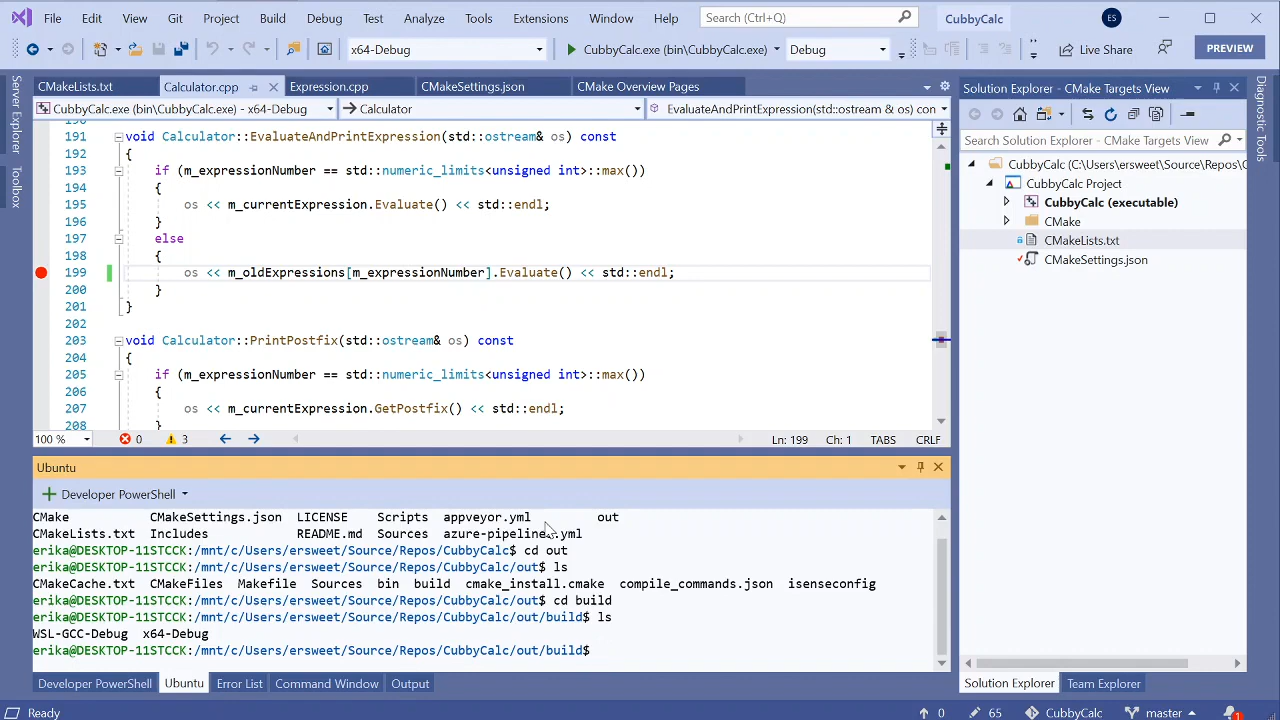 File Edit View Git Project Build Debug Test Analyze Tools Extensions Window Help Search (Ctrl+Q) CubbyCalc ES
x64-Debug CubbyCalc.exe (bin\CubbyCalc.exe) Debug Live Share PREVIEW
Server Explorer
Toolbox
CMakeLists.txt Calculator.cpp Expression.cpp CMakeSettings.json CMake Overview Pages
CubbyCalc.exe (bin\CubbyCalc.exe) - x64-Debug Calculator EvaluateAndPrintExpression(std::ostream & os) con
190
191 void Calculator::EvaluateAndPrintExpression(std::ostream& os) const
192 {
193 if (m_expressionNumber == std::numeric_limits<unsigned int>::max())
194 {
195 os << m_currentExpression.Evaluate() << std::endl;
196 }
197 else
198 {
199 os << m_oldExpressions[m_expressionNumber].Evaluate() << std::endl;
200 }
201 }
202
203 void Calculator::PrintPostfix(std::ostream& os) const
204 {
205 if (m_expressionNumber == std::numeric_limits<unsigned int>::max())
206 {
207 os << m_currentExpression.GetPostfix() << std::endl;
208 }
100 % 0 3 Ln: 199 Ch: 1 TABS CRLF
Ubuntu
Developer PowerShell
CMake CMakeSettings.json LICENSE Scripts appveyor.yml out
CMakeLists.txt Includes README.md Sources azure-pipelines.yml
erika@DESKTOP-11STCCK:/mnt/c/Users/ersweet/Source/Repos/CubbyCalc$ cd out
erika@DESKTOP-11STCCK:/mnt/c/Users/ersweet/Source/Repos/CubbyCalc/out$ ls
CMakeCache.txt CMakeFiles Makefile Sources bin build cmake_install.cmake compile_commands.json isenseconfig
erika@DESKTOP-11STCCK:/mnt/c/Users/ersweet/Source/Repos/CubbyCalc/out$ cd build
erika@DESKTOP-11STCCK:/mnt/c/Users/ersweet/Source/Repos/CubbyCalc/out/build$ ls
WSL-GCC-Debug x64-Debug
erika@DESKTOP-11STCCK:/mnt/c/Users/ersweet/Source/Repos/CubbyCalc/out/build$
Developer PowerShell Ubuntu Error List Command Window Output
Solution Explorer - CMake Targets View
Search Solution Explorer - CMake Targets View
CubbyCalc (C:\Users\ersweet\Source\Repos\C
CubbyCalc Project
CubbyCalc (executable)
CMake
CMakeLists.txt
CMakeSettings.json
Solution Explorer Team Explorer
Diagnostic Tools
Ready 0 65 CubbyCalc master 1